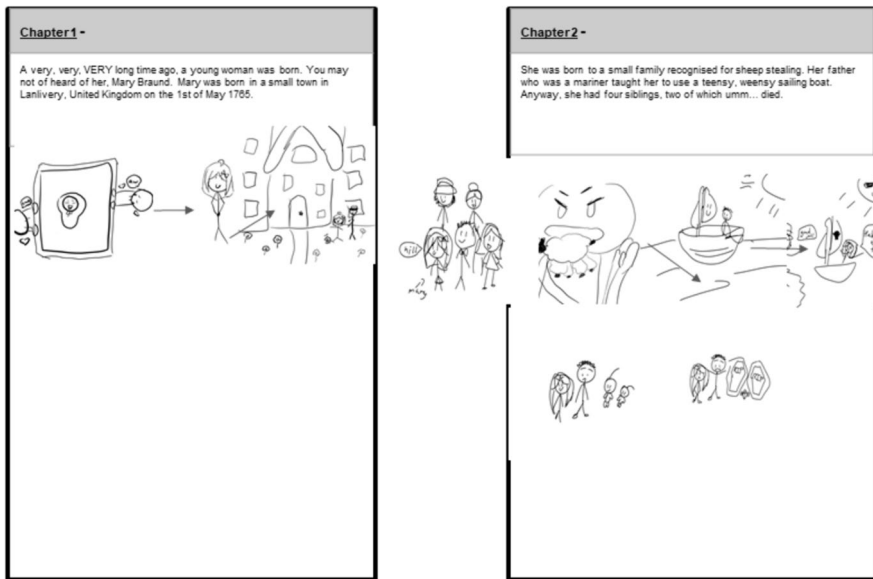 Chapter1 -
A very, very, VERY long time ago, a young woman was born. You may
not of heard of her, Mary Braund. Mary was born in a small town in
Lanlivery, United Kingdom on the 1st of May 1765.
Chapter2 -
She was born to a small family recognised for sheep stealing. Her father
who was a mariner taught her to use a teensy, weensy sailing boat.
Anyway, she had four siblings, two of which umm... died.